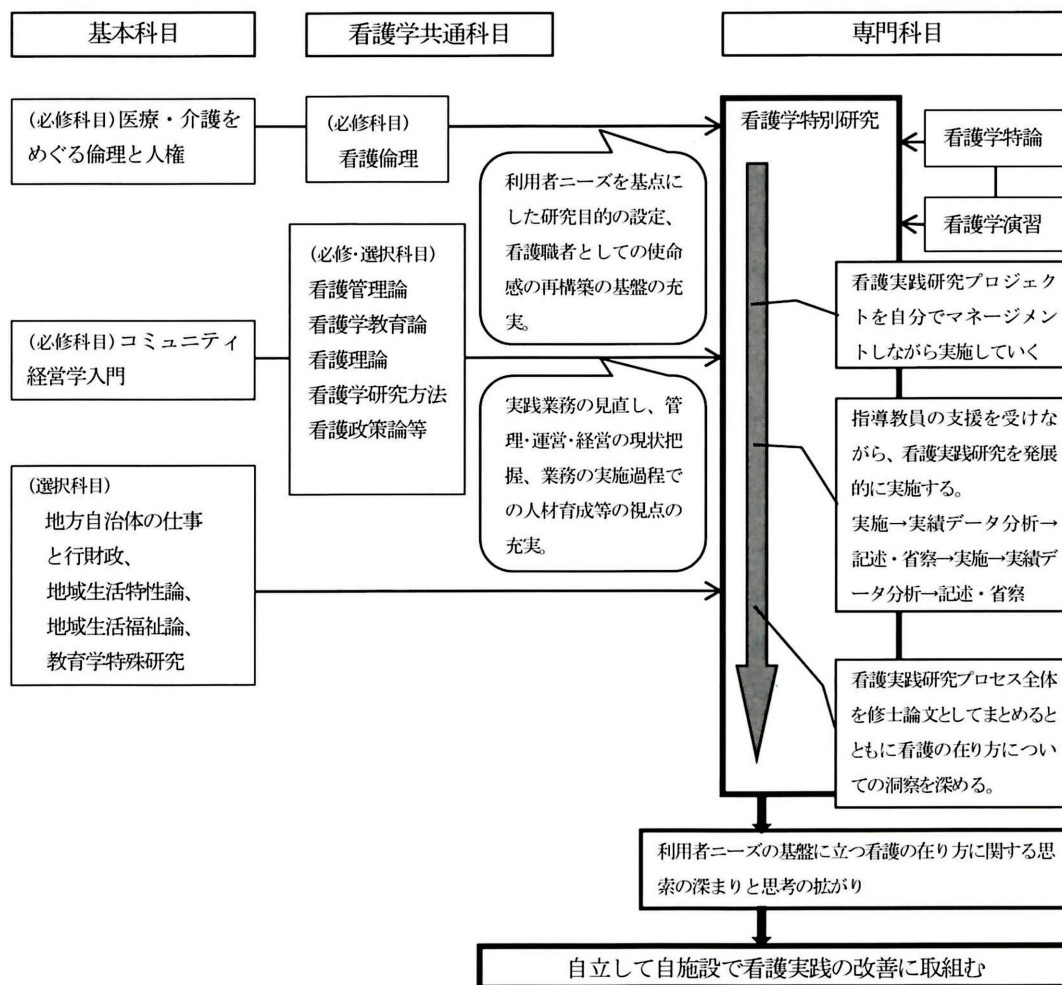 基本科目
看護学共通科目
専門科目
(必修科目)医療・介護を
めぐる倫理と人権
(必修科目)
看護倫理
看護学特別研究
看護学特論
看護学演習
利用者ニーズを基点に
した研究目的の設定、
看護職者としての使命
感の再構築の基盤の充
実。
(必修・選択科目)
看護管理論
看護学教育論
看護理論
看護学研究方法
看護政策論等
(必修科目)コミュニティ
経営学入門
看護実践研究プロジェク
トを自分でマネージメン
トしながら実施していく
実践業務の見直し、管
理・運営・経営の現状把
握、業務の実施過程で
の人材育成等の視点の
充実。
指導教員の支援を受けな
がら、看護実践研究を発展
的に実施する。
実施→実績データ分析→
記述・省察→実施→実績デ
ータ分析→記述・省察
(選択科目)
地方自治体の仕事
と行財政、
地域生活特性論、
地域生活福祉論、
教育学特殊研究
看護実践研究プロセス全体
を修士論文としてまとめると
ともに看護の在り方につい
ての洞察を深める。
利用者ニーズの基盤に立つ看護の在り方に関する思
索の深まりと思考の拡がり
自立して自施設で看護実践の改善に取組む